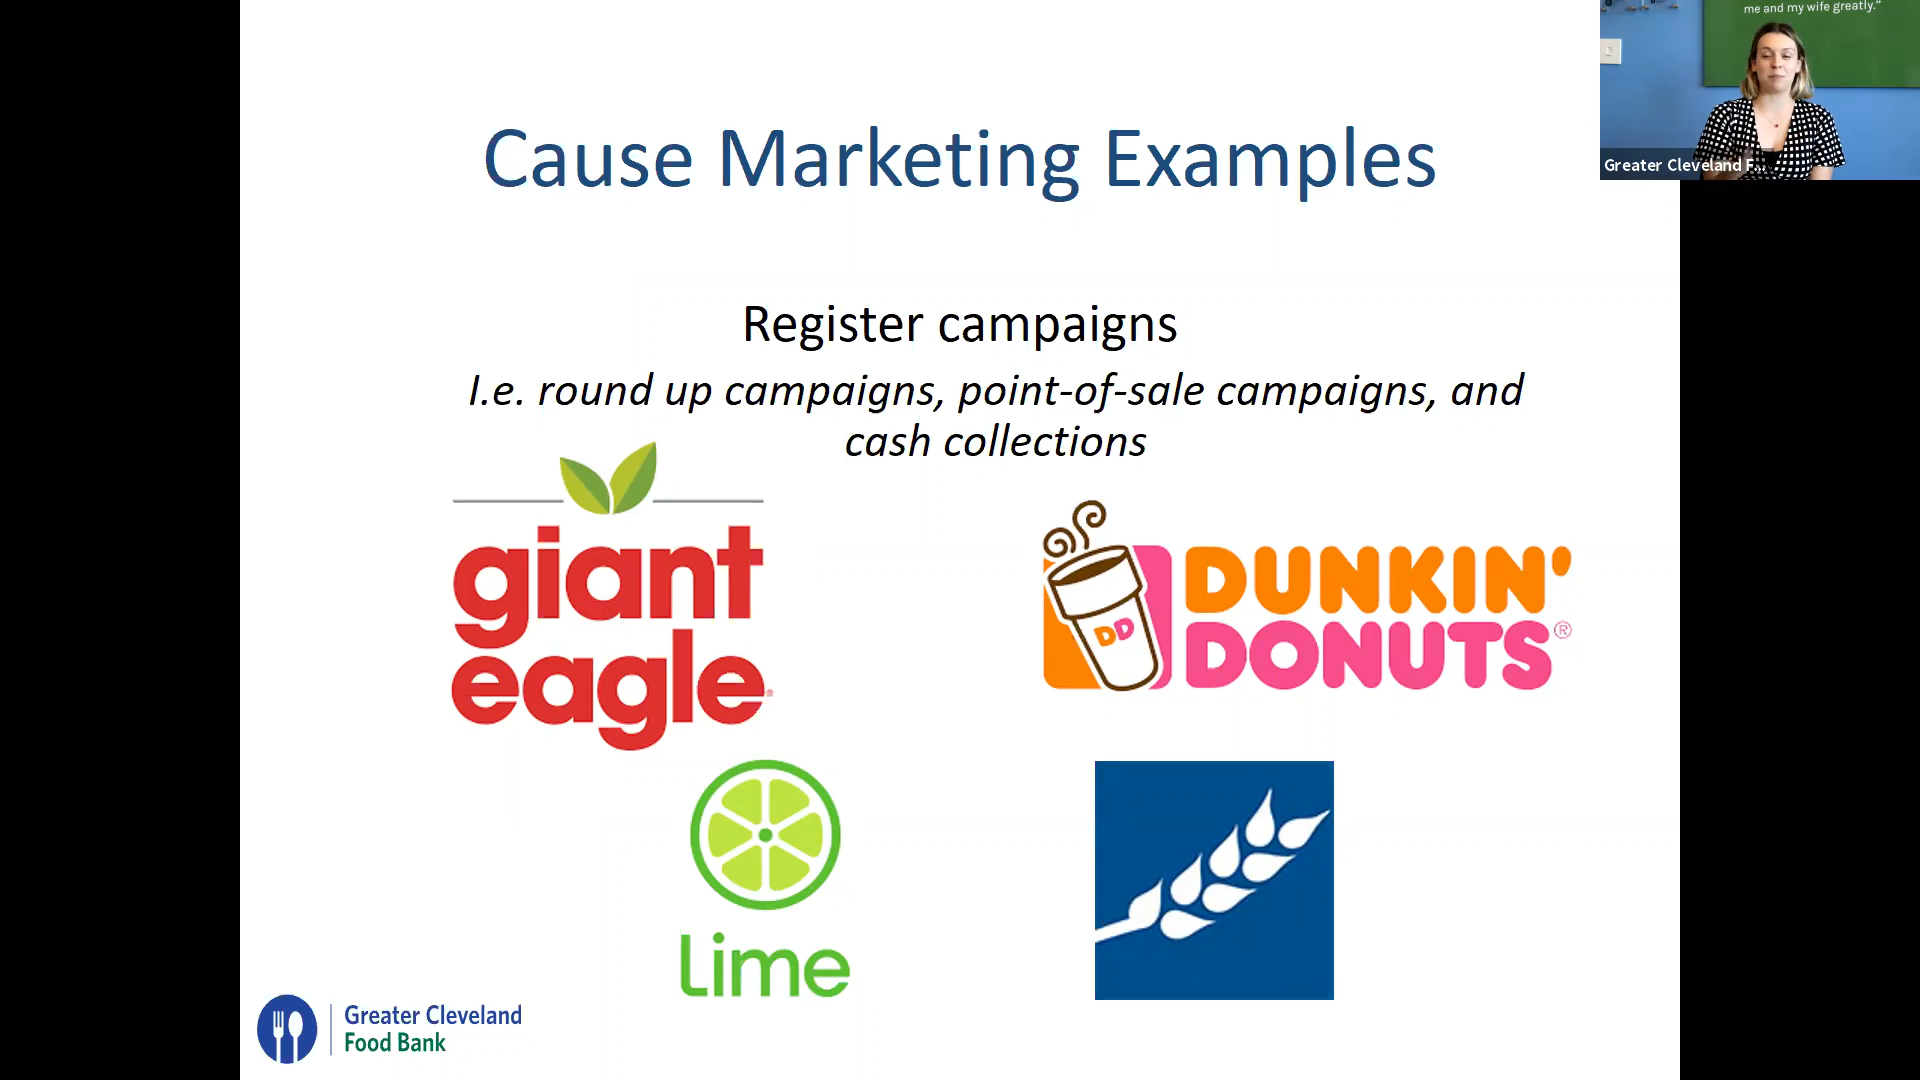 me and my wife greatly."
Greater Cleveland F...
Cause Marketing Examples
Register campaigns
I.e. round up campaigns, point-of-sale campaigns, and
cash collections
giant
eagle
DD
DUNKIN'
DONUTS®
Lime
Greater Cleveland
Food Bank